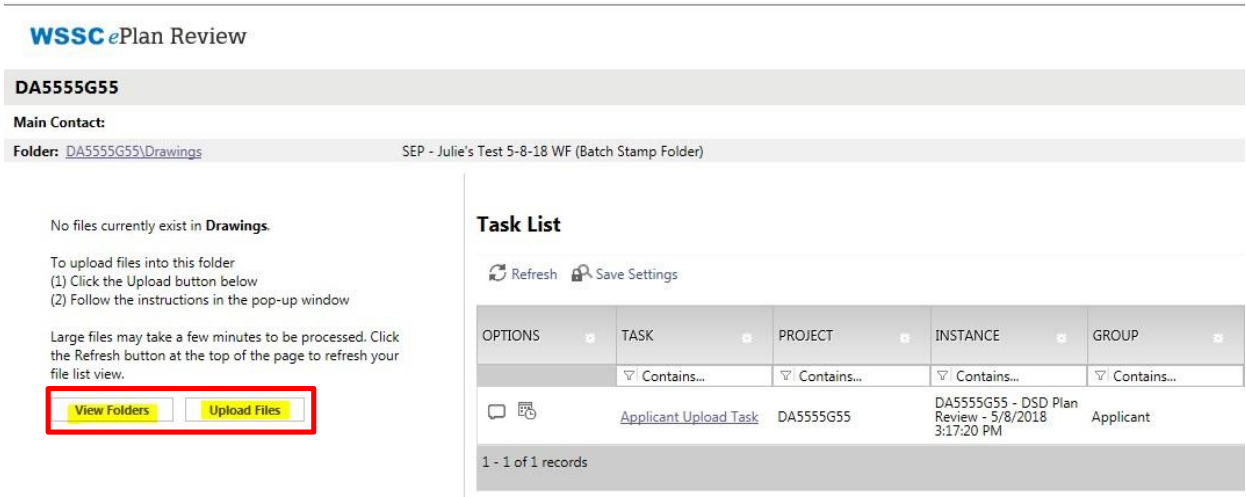 WSSC ePlan Review
DA5555G55
Main Contact:
Folder: DA5555G55\Drawings SEP - Julie's Test 5-8-18 WF (Batch Stamp Folder)
No files currently exist in Drawings.
To upload files into this folder
(1) Click the Upload button below
(2) Follow the instructions in the pop-up window
Large files may take a few minutes to be processed. Click
the Refresh button at the top of the page to refresh your
file list view.
View Folders Upload Files
Task List
Refresh Save Settings
OPTIONS TASK PROJECT INSTANCE GROUP
Contains... Contains... Contains... Contains...
Applicant Upload Task DA5555G55 DA5555G55 - DSD Plan
Review - 5/8/2018
3:17:20 PM Applicant
1 - 1 of 1 records